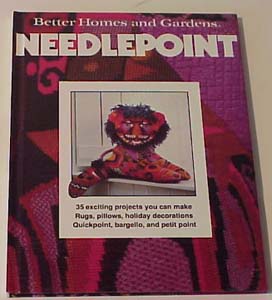 Better Homes and Gardens®
NEEDLEPOINT
35 exciting projects you can make
Rugs, pillows, holiday decorations
Quickpoint, bargello, and petit point